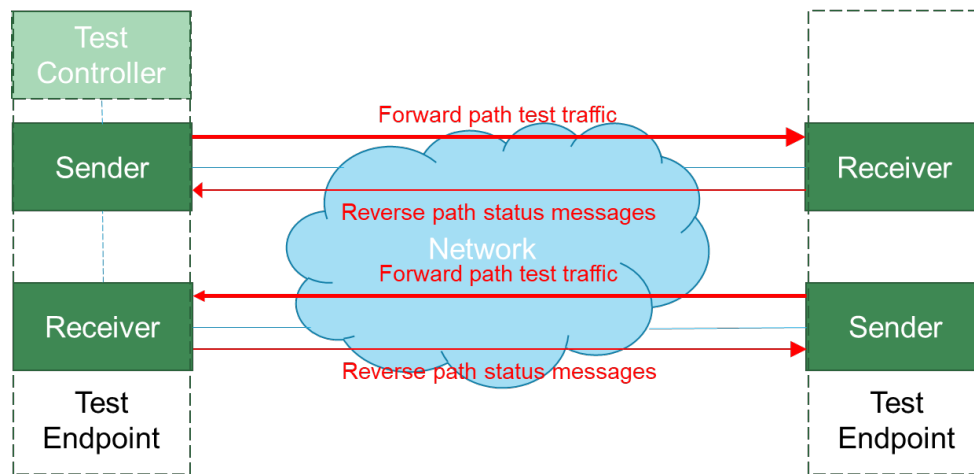 Test
Controller
Forward path test traffic
Sender
Receiver
Reverse path status messages
Network
Forward path test traffic
Receiver
Sender
Reverse path status messages
Test
Endpoint
Test
Endpoint